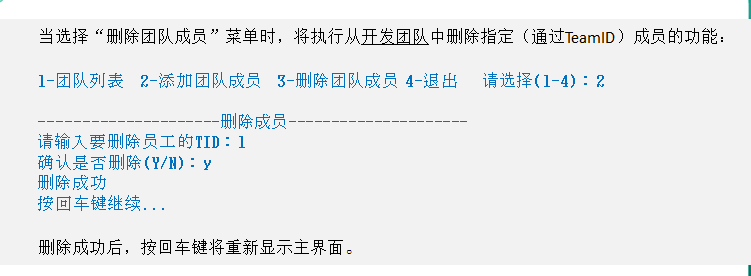 当选择“删除团队成员”菜单时，将执行从开发团队中删除指定（通过TeamID）成员的功能：
1-团队列表 2-添加团队成员 3-删除团队成员 4-退出 请选择(1-4)：2
---------------------删除成员---------------------
请输入要删除员工的TID：1
确认是否删除(Y/N)：y
删除成功
按回车键继续...
删除成功后，按回车键将重新显示主界面。